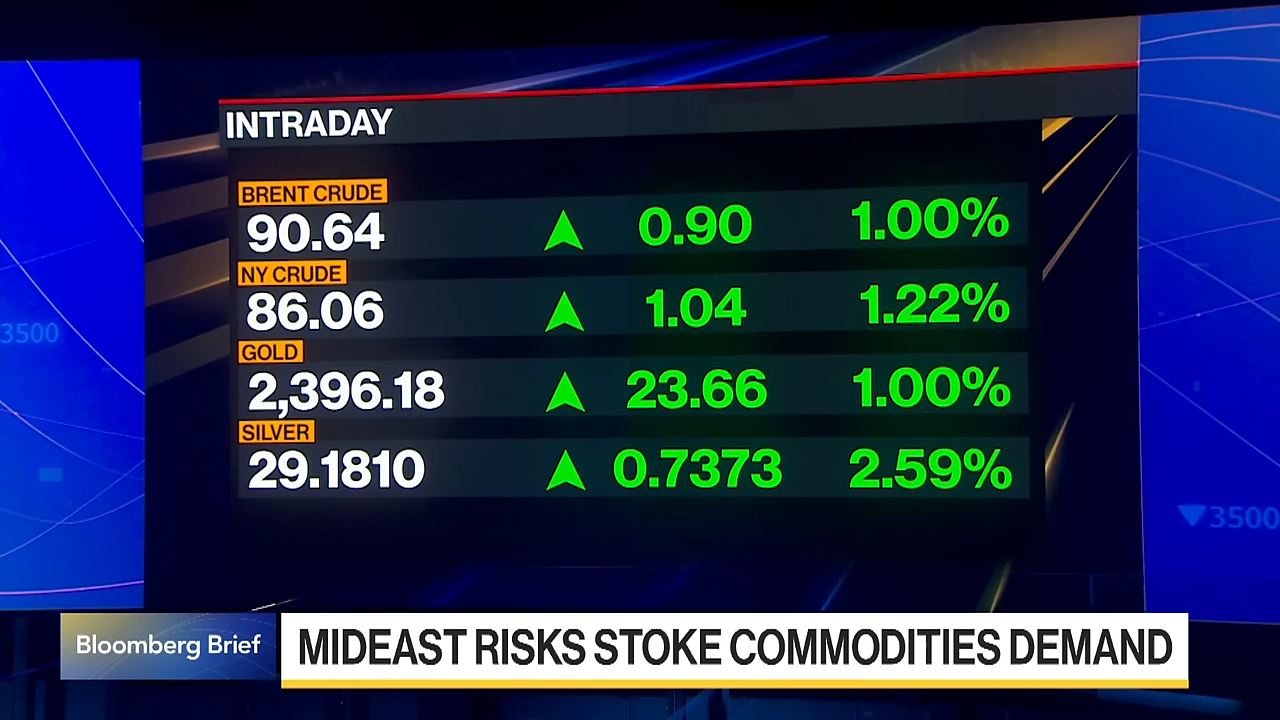 INTRADAY
BRENT CRUDE
90.64 ▲ 0.90 1.00%
NY CRUDE
86.06 ▲ 1.04 1.22%
GOLD
2,396.18 ▲ 23.66 1.00%
SILVER
29.1810 ▲ 0.7373 2.59%
3500
▼3500
Bloomberg Brief
MIDEAST RISKS STOKE COMMODITIES DEMAND